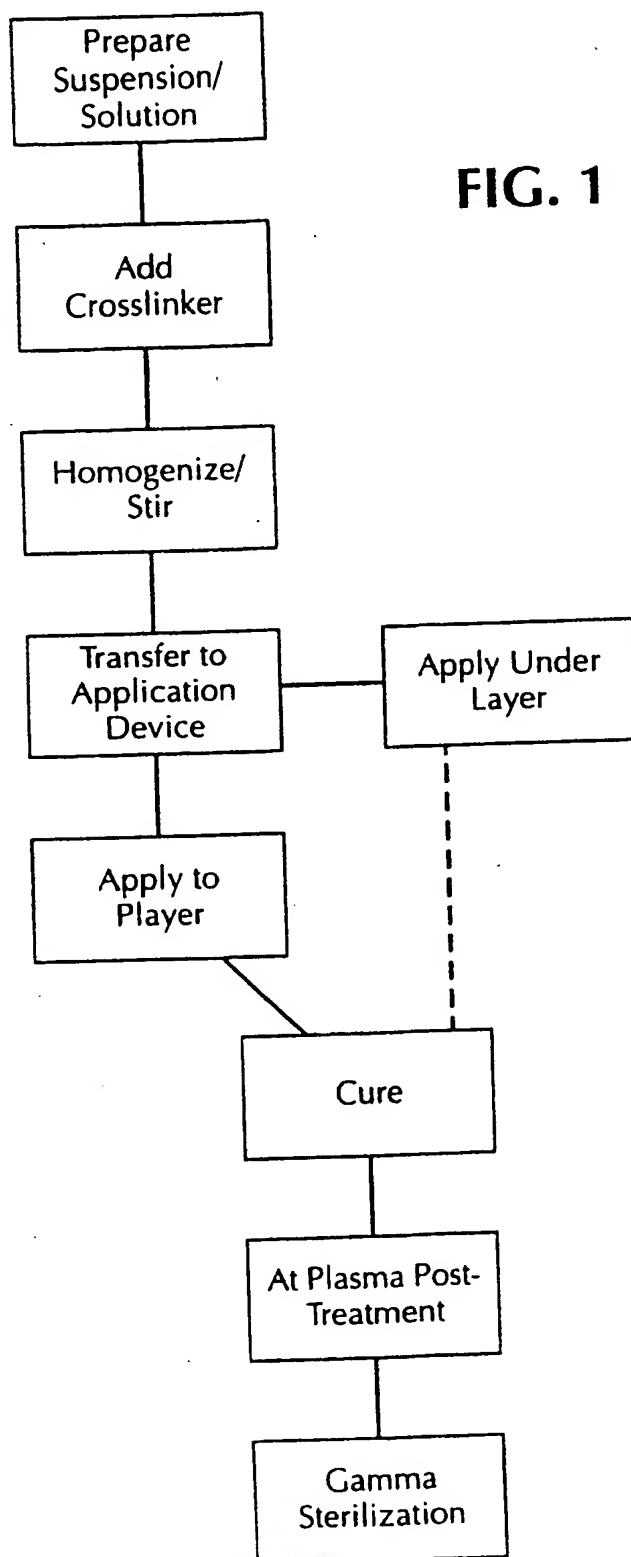 Prepare
Suspension/
Solution
FIG. 1
Add
Crosslinker
Homogenize/
Stir
Transfer to
Application
Device
Apply Under
Layer
Apply to
Player
Cure
At Plasma Post-
Treatment
Gamma
Sterilization